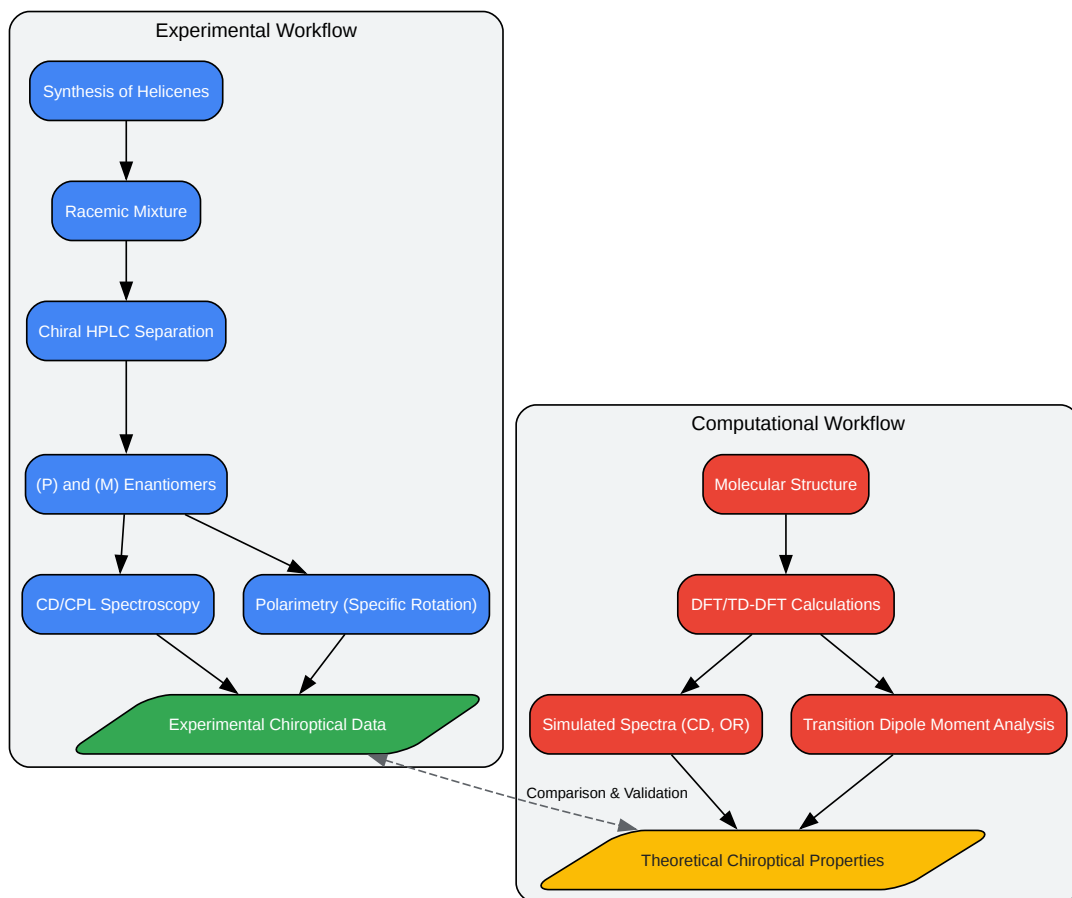 Experimental Workflow
Synthesis of Helicenes
Racemic Mixture
Chiral HPLC Separation
(P) and (M) Enantiomers
CD/CPL Spectroscopy
Polarimetry (Specific Rotation)
Experimental Chiroptical Data
Comparison & Validation
Computational Workflow
Molecular Structure
DFT/TD-DFT Calculations
Simulated Spectra (CD, OR)
Transition Dipole Moment Analysis
Theoretical Chiroptical Properties